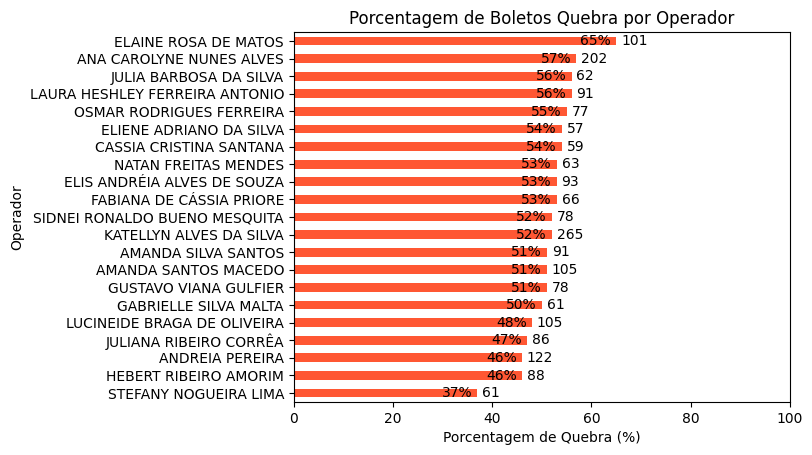 Porcentagem de Boletos Quebra por Operador
ELAINE ROSA DE MATOS 65% 101
ANA CAROLYNE NUNES ALVES 57% 202
JULIA BARBOSA DA SILVA 56% 62
LAURA HESHLEY FERREIRA ANTONIO 56% 91
OSMAR RODRIGUES FERREIRA 55% 77
ELIENE ADRIANO DA SILVA 54% 57
CASSIA CRISTINA SANTANA 54% 59
NATAN FREITAS MENDES 53% 63
ELIS ANDRÉIA ALVES DE SOUZA 53% 93
FABIANA DE CÁSSIA PRIORE 53% 66
SIDNEI RONALDO BUENO MESQUITA 52% 78
KATELLYN ALVES DA SILVA 52% 265
AMANDA SILVA SANTOS 51% 91
AMANDA SANTOS MACEDO 51% 105
GUSTAVO VIANA GULFIER 51% 78
GABRIELLE SILVA MALTA 50% 61
LUCINEIDE BRAGA DE OLIVEIRA 48% 105
JULIANA RIBEIRO CORRÊA 47% 86
ANDREIA PEREIRA 46% 122
HEBERT RIBEIRO AMORIM 46% 88
STEFANY NOGUEIRA LIMA 37% 61
Operador
0 20 40 60 80 100
Porcentagem de Quebra (%)